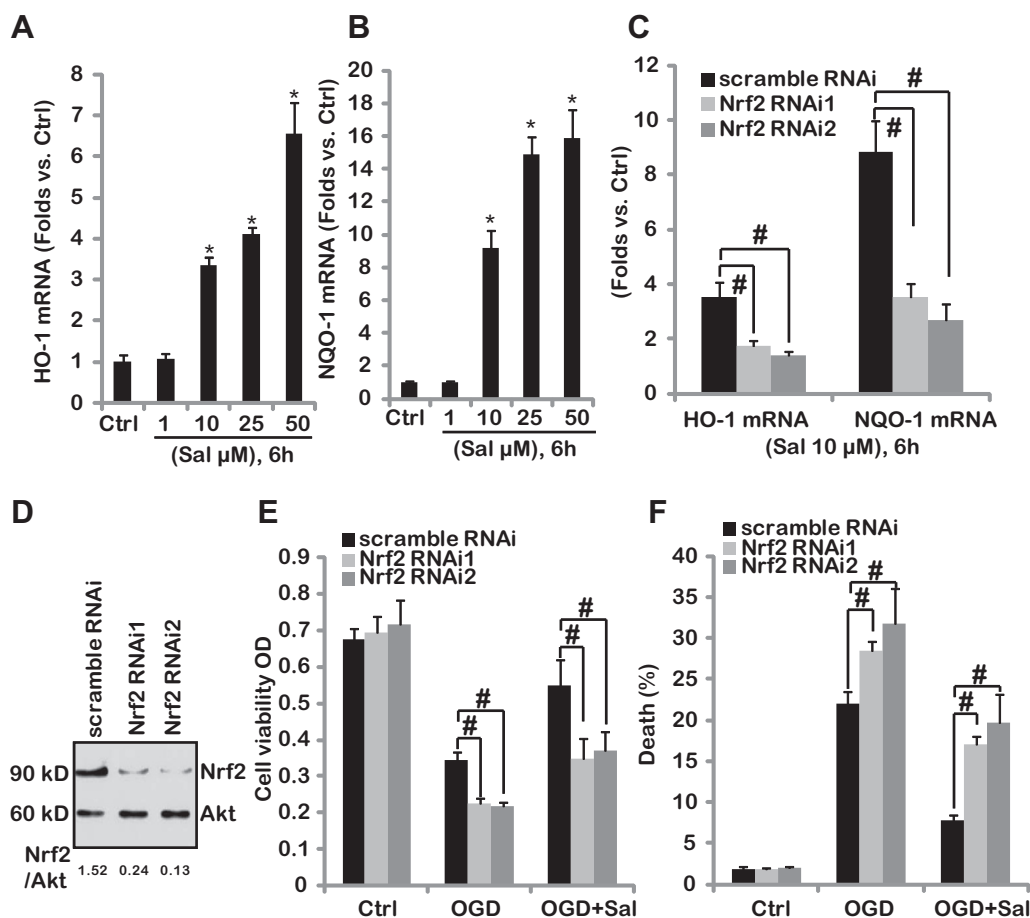 A
HO-1 mRNA (Folds vs. Ctrl)
8
7
6
5
4
3
2
1
0
*
*
*
Ctrl 1 10 25 50
(Sal µM), 6h
B
NQO-1 mRNA (Folds vs. Ctrl)
20
18
16
14
12
10
8
6
4
2
0
*
*
*
Ctrl 1 10 25 50
(Sal µM), 6h
C
scramble RNAi
Nrf2 RNAi1
Nrf2 RNAi2
(Folds vs. Ctrl)
12
10
8
6
4
2
0
#
#
#
#
HO-1 mRNA NQO-1 mRNA
(Sal 10 µM), 6h
D
scramble RNAi
Nrf2 RNAi1
Nrf2 RNAi2
90 kD Nrf2
60 kD Akt
Nrf2
/Akt 1.52 0.24 0.13
E
scramble RNAi
Nrf2 RNAi1
Nrf2 RNAi2
Cell viability OD
0.9
0.8
0.7
0.6
0.5
0.4
0.3
0.2
0.1
0
#
#
#
#
Ctrl OGD OGD+Sal
F
scramble RNAi
Nrf2 RNAi1
Nrf2 RNAi2
Death (%)
40
35
30
25
20
15
10
5
0
#
#
#
#
Ctrl OGD OGD+Sal